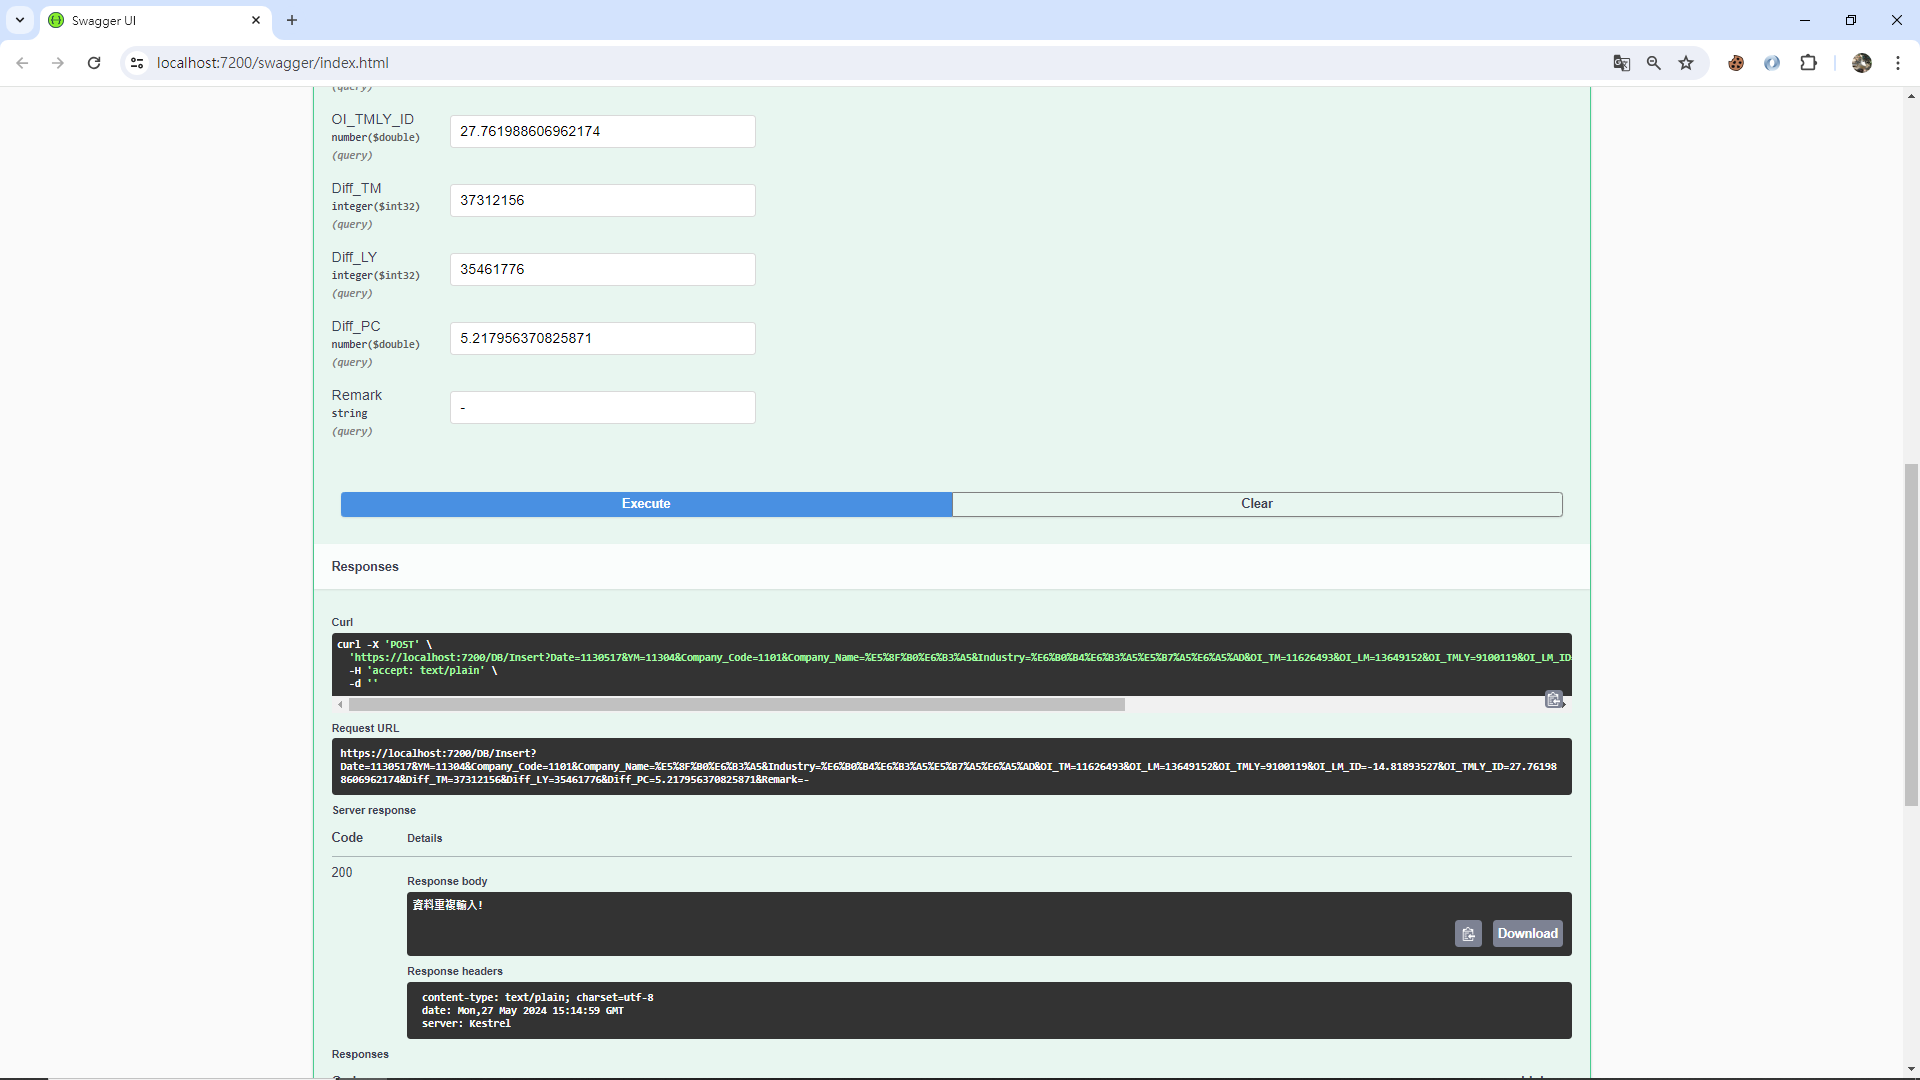 Swagger UI
localhost:7200/swagger/index.html
(query)
OI_TMLY_ID
number($double)
(query)
27.761988606962174
Diff_TM
integer($int32)
(query)
37312156
Diff_LY
integer($int32)
(query)
35461776
Diff_PC
number($double)
(query)
5.217956370825871
Remark
string
(query)
-
Execute
Clear
Responses
Curl
curl -X 'POST' \
'https://localhost:7200/DB/Insert?Date=1130517&YM=11304&Company_Code=1101&Company_Name=%E5%8F%B0%E6%B3%A5&Industry=%E6%B0%B4%E6%B3%A5%E5%B7%A5%E6%A5%AD&OI_TM=11626493&OI_LM=13649152&OI_TMLY=9100119&OI_LM_ID=
-H 'accept: text/plain' \
-d ''
Request URL
https://localhost:7200/DB/Insert?
Date=1130517&YM=11304&Company_Code=1101&Company_Name=%E5%8F%B0%E6%B3%A5&Industry=%E6%B0%B4%E6%B3%A5%E5%B7%A5%E6%A5%AD&OI_TM=11626493&OI_LM=13649152&OI_TMLY=9100119&OI_LM_ID=-14.81893527&OI_TMLY_ID=27.76198
8606962174&Diff_TM=37312156&Diff_LY=35461776&Diff_PC=5.217956370825871&Remark=-
Server response
Code
Details
200
Response body
資料重複輸入!
Download
Response headers
content-type: text/plain; charset=utf-8
date: Mon,27 May 2024 15:14:59 GMT
server: Kestrel
Responses